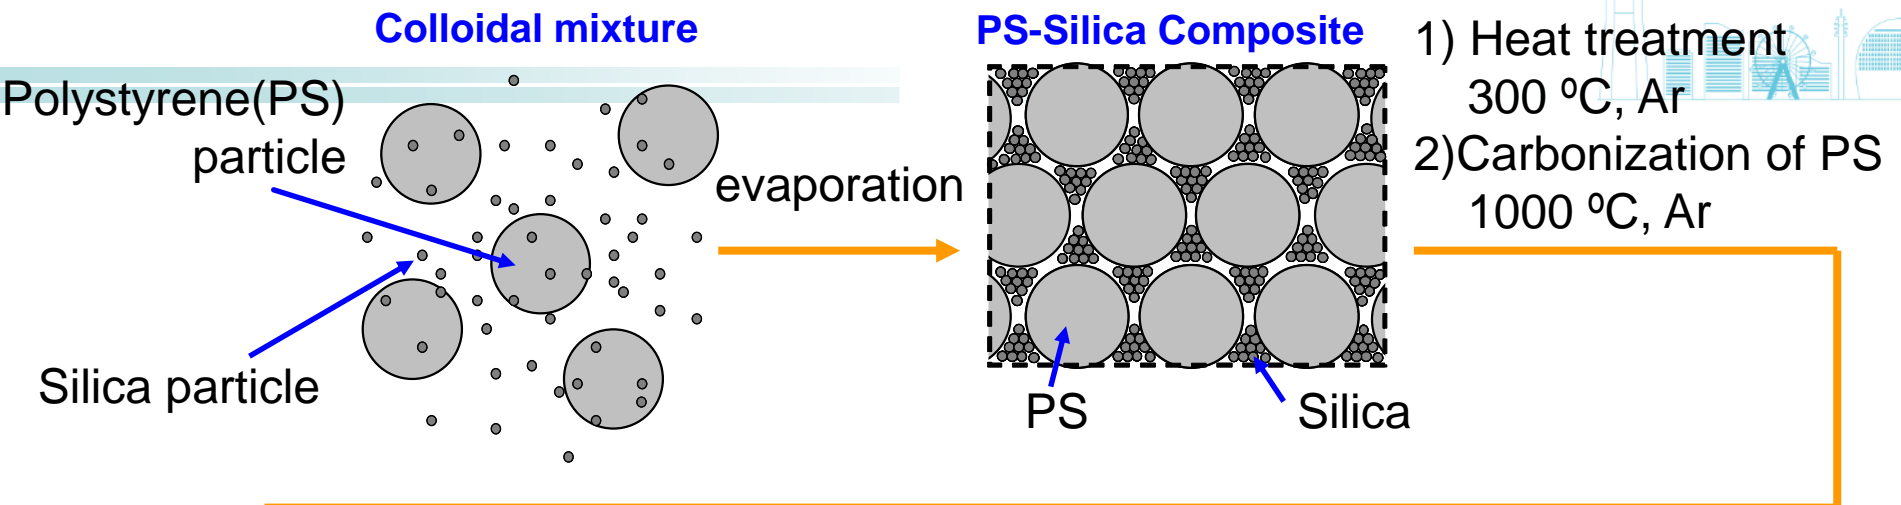 Colloidal mixture
PS-Silica Composite
1) Heat treatment
300 ºC, Ar
2)Carbonization of PS
1000 ºC, Ar
Polystyrene(PS)
particle
evaporation
Silica particle
PS
Silica